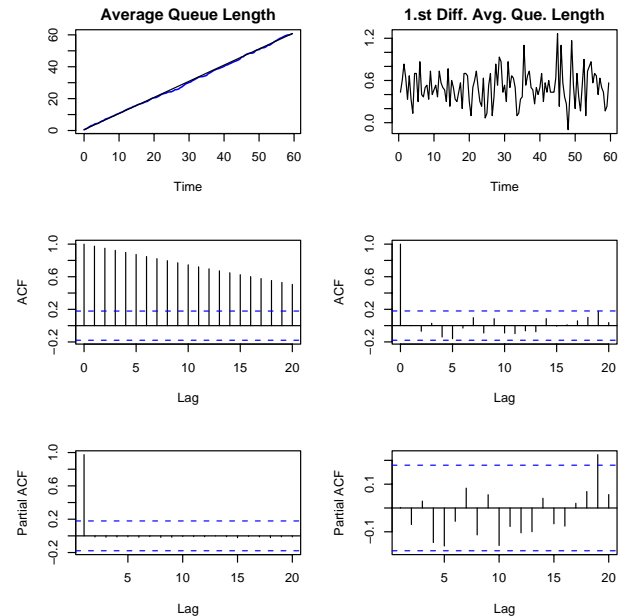 Average Queue Length
60
40
20
0
0 10 20 30 40 50 60
Time
1.st Diff. Avg. Que. Length
1.2
0.6
0.0
0 10 20 30 40 50 60
Time
ACF
1.0
0.6
0.2
−0.2
0 5 10 15 20
Lag
ACF
1.0
0.6
0.2
−0.2
0 5 10 15 20
Lag
Partial ACF
1.0
0.6
0.2
−0.2
5 10 15 20
Lag
Partial ACF
0.1
−0.1
5 10 15 20
Lag